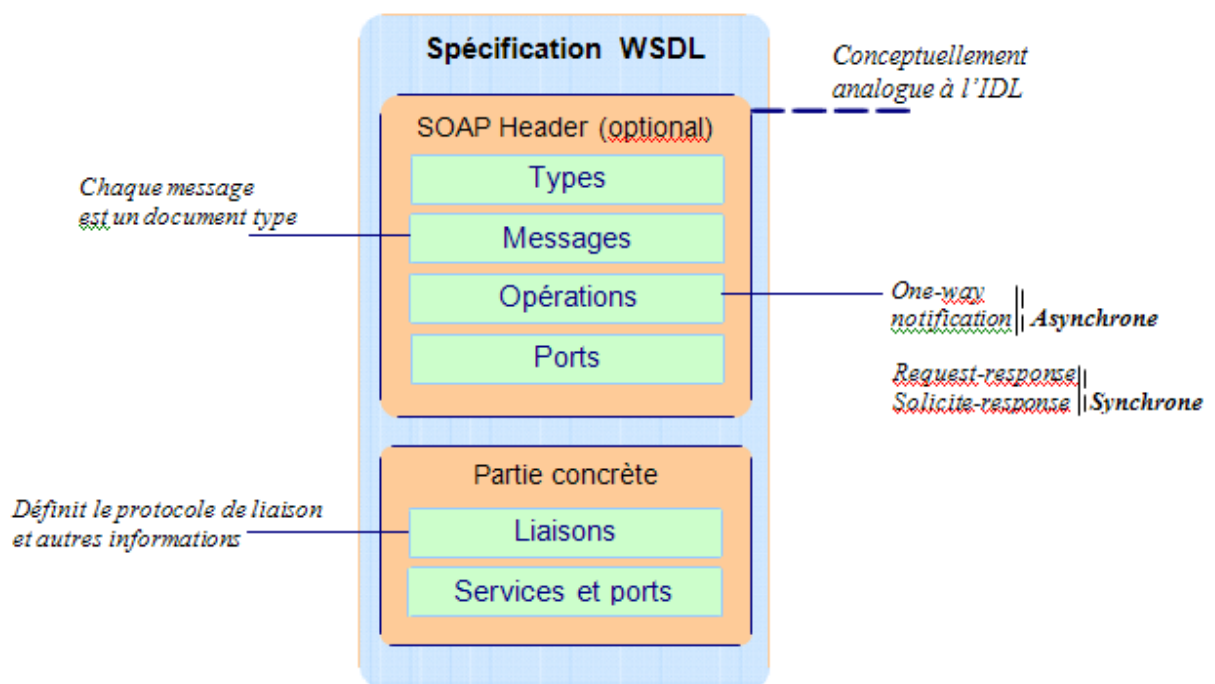 Spécification WSDL
Conceptuellement
analogue à l'IDL
SOAP Header (optional)
Types
Chaque message
est un document type
Messages
Opérations
One-way
notification
Asynchrone
Ports
Request-response
Solicite-response
Synchrone
Partie concrète
Définit le protocole de liaison
et autres informations
Liaisons
Services et ports